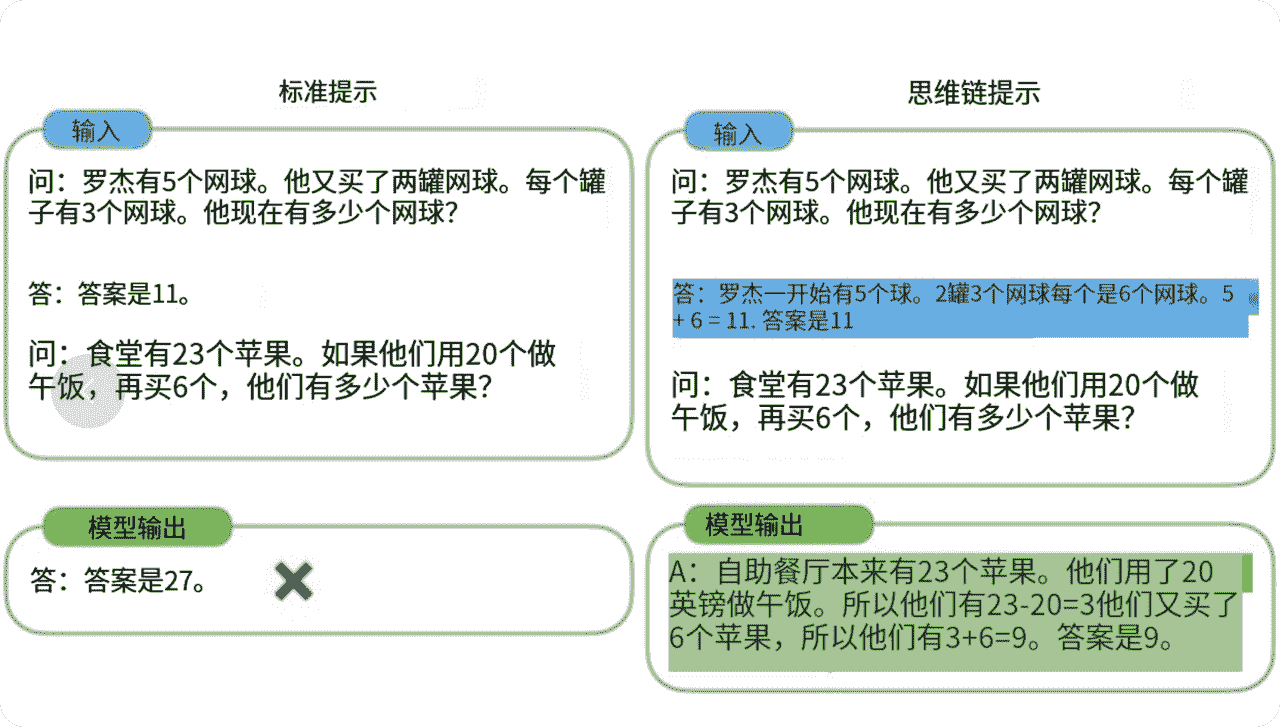 标准提示
输入
问：罗杰有5个网球。他又买了两罐网球。每个罐
子有3个网球。他现在有多少个网球？
答：答案是11。
问：食堂有23个苹果。如果他们用20个做
午饭，再买6个，他们有多少个苹果？
模型输出
答：答案是27。
思维链提示
输入
问：罗杰有5个网球。他又买了两罐网球。每个罐
子有3个网球。他现在有多少个网球？
答：罗杰一开始有5个球。2罐3个网球每个是6个网球。5
+ 6 = 11. 答案是11
问：食堂有23个苹果。如果他们用20个做
午饭，再买6个，他们有多少个苹果？
模型输出
A：自助餐厅本来有23个苹果。他们用了20
英镑做午饭。所以他们有23-20=3他们又买了
6个苹果，所以他们有3+6=9。答案是9。